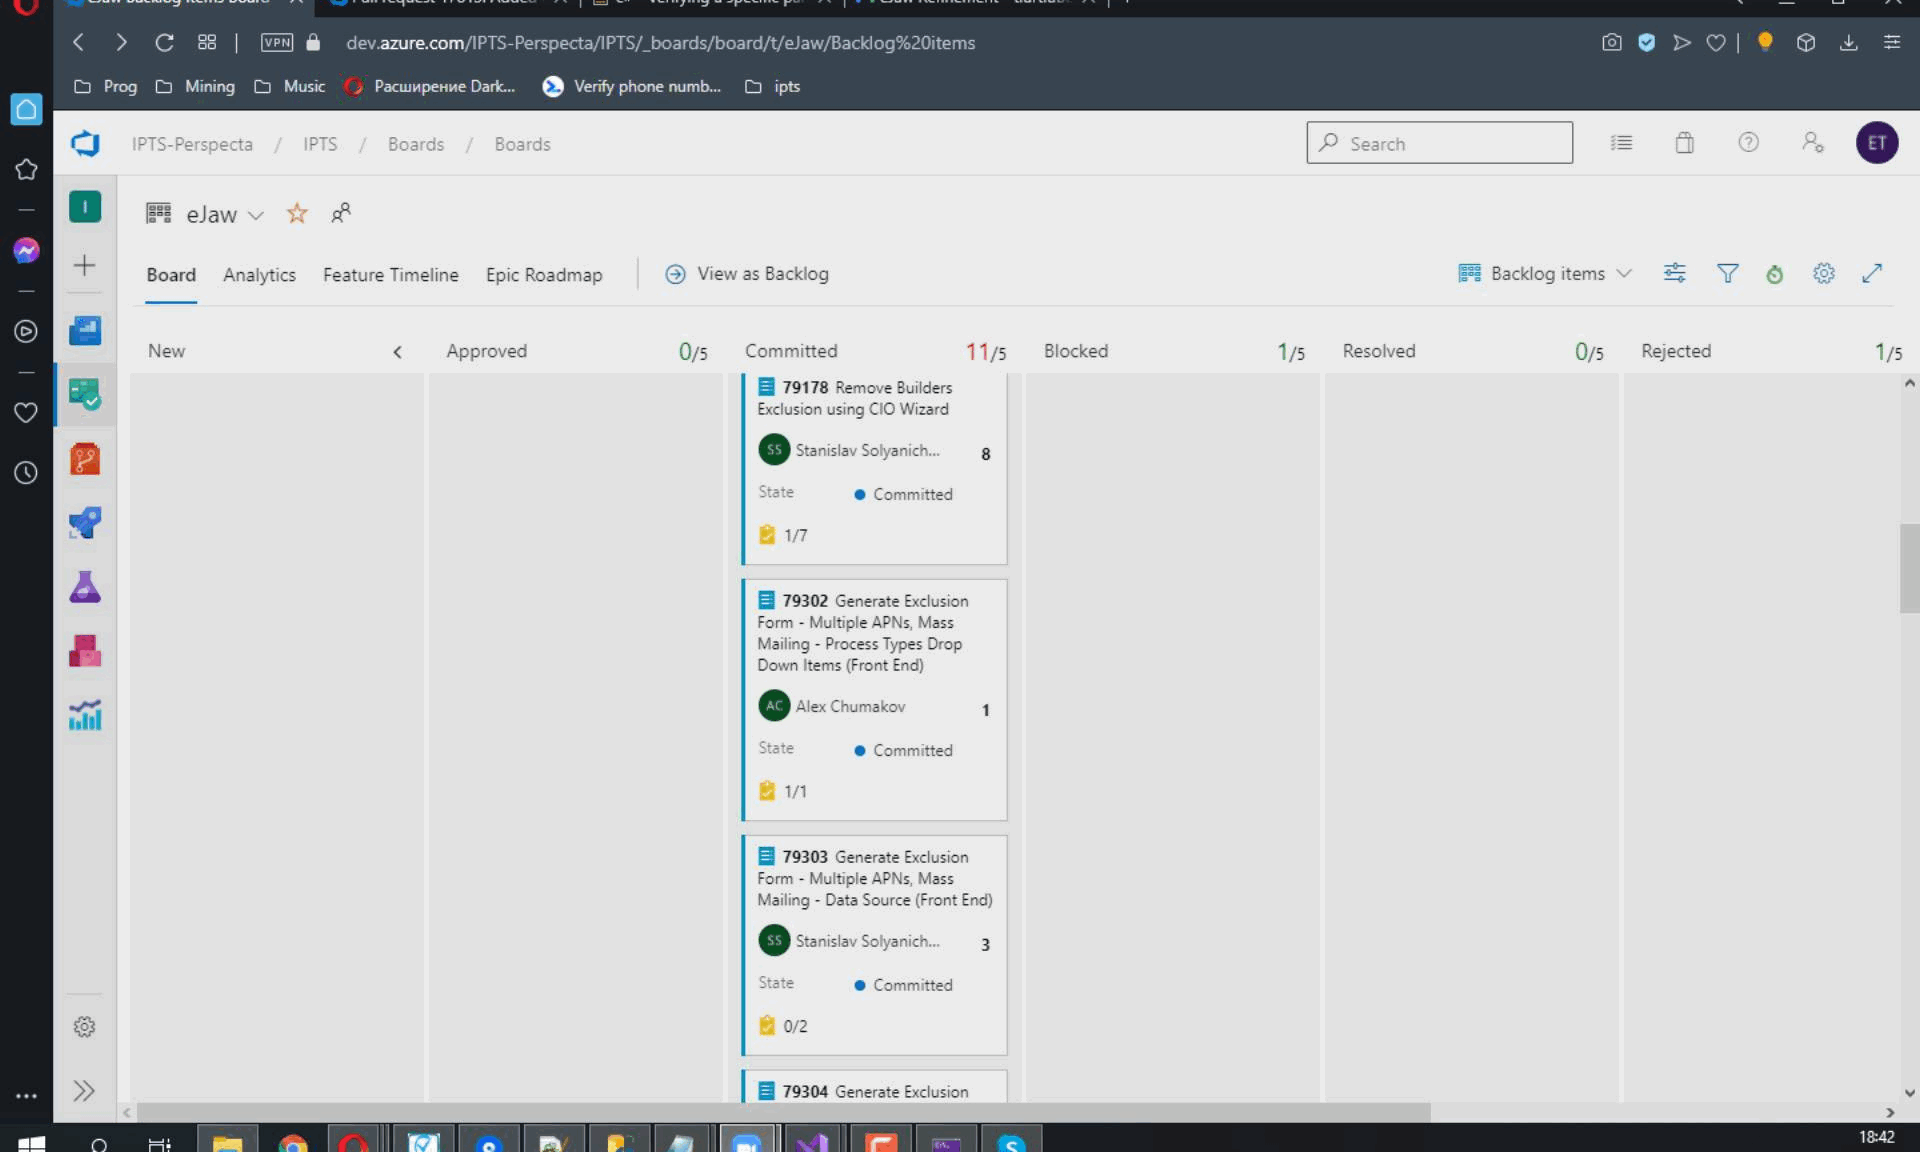 VPN
dev.azure.com/IPTS-Perspecta/IPTS/_boards/board/t/eJaw/Backlog%20items
Prog
Mining
Music
Расширение Dark...
Verify phone numb...
ipts
IPTS-Perspecta / IPTS / Boards / Boards
Search
ET
I
eJaw
Board
Analytics
Feature Timeline
Epic Roadmap
View as Backlog
Backlog items
New
Approved
0/5
Committed
11/5
Blocked
1/5
Resolved
0/5
Rejected
1/5
79178 Remove Builders
Exclusion using CIO Wizard
SS
Stanislav Solyanich...
8
State
Committed
1/7
79302 Generate Exclusion
Form - Multiple APNs, Mass
Mailing - Process Types Drop
Down Items (Front End)
AC
Alex Chumakov
1
State
Committed
1/1
79303 Generate Exclusion
Form - Multiple APNs, Mass
Mailing - Data Source (Front End)
SS
Stanislav Solyanich...
3
State
Committed
0/2
79304 Generate Exclusion
18:42